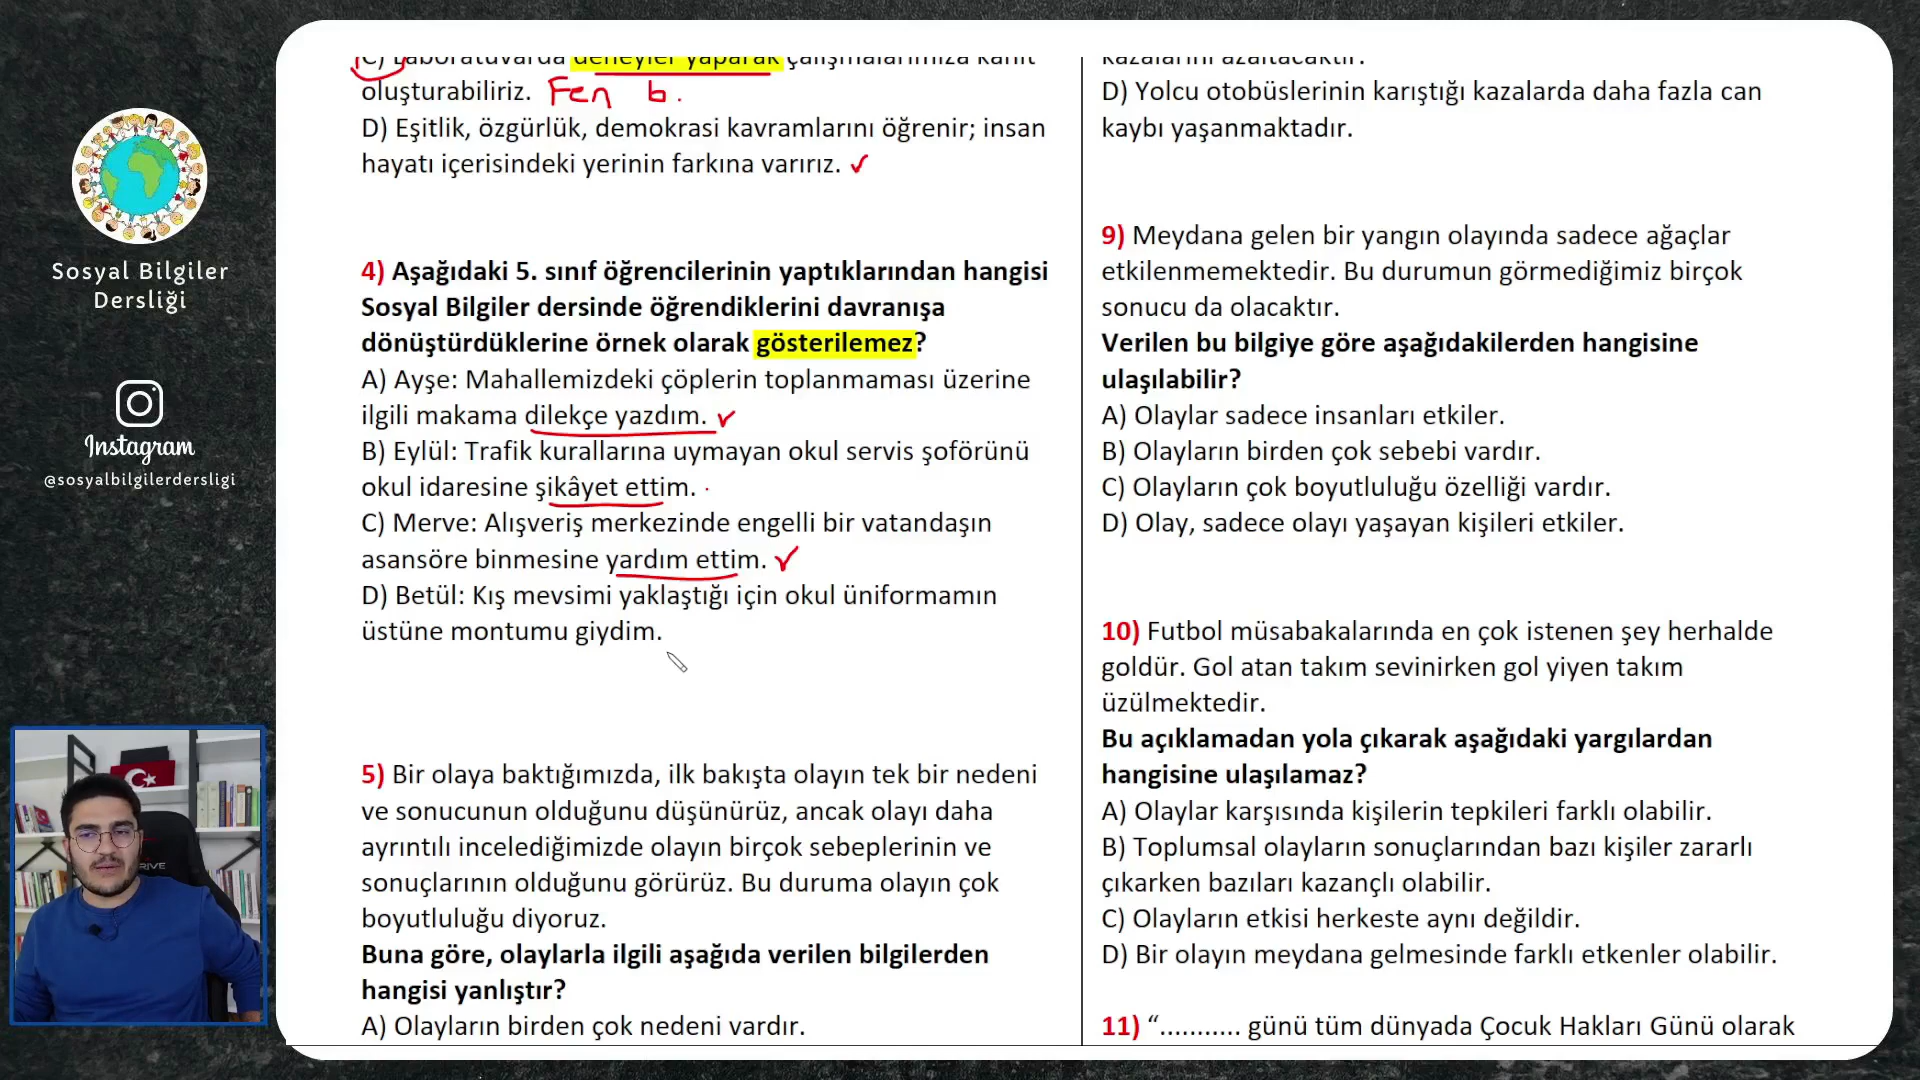 Sosyal Bilgiler
Dersliği
Instagram
@sosyalbilgilerdersligi
C) Laboratuvarda deneyler yaparak çalışmalarımıza kanıt
oluşturabiliriz. Fen b.
D) Eşitlik, özgürlük, demokrasi kavramlarını öğrenir; insan
hayatı içerisindeki yerinin farkına varırız. ✓
4) Aşağıdaki 5. sınıf öğrencilerinin yaptıklarından hangisi
Sosyal Bilgiler dersinde öğrendiklerini davranışa
dönüştürdüklerine örnek olarak gösterilemez?
A) Ayşe: Mahallemizdeki çöplerin toplanmaması üzerine
ilgili makama dilekçe yazdım. ✓
B) Eylül: Trafik kurallarına uymayan okul servis şoförünü
okul idaresine şikâyet ettim.
C) Merve: Alışveriş merkezinde engelli bir vatandaşın
asansöre binmesine yardım ettim. ✓
D) Betül: Kış mevsimi yaklaştığı için okul üniformamın
üstüne montumu giydim.
5) Bir olaya baktığımızda, ilk bakışta olayın tek bir nedeni
ve sonucunun olduğunu düşünürüz, ancak olayı daha
ayrıntılı incelediğimizde olayın birçok sebeplerinin ve
sonuçlarının olduğunu görürüz. Bu duruma olayın çok
boyutluluğu diyoruz.
Buna göre, olaylarla ilgili aşağıda verilen bilgilerden
hangisi yanlıştır?
A) Olayların birden çok nedeni vardır.
kazalarını azaltacaktır.
D) Yolcu otobüslerinin karıştığı kazalarda daha fazla can
kaybı yaşanmaktadır.
9) Meydana gelen bir yangın olayında sadece ağaçlar
etkilenmemektedir. Bu durumun görmediğimiz birçok
sonucu da olacaktır.
Verilen bu bilgiye göre aşağıdakilerden hangisine
ulaşılabilir?
A) Olaylar sadece insanları etkiler.
B) Olayların birden çok sebebi vardır.
C) Olayların çok boyutluluğu özelliği vardır.
D) Olay, sadece olayı yaşayan kişileri etkiler.
10) Futbol müsabakalarında en çok istenen şey herhalde
goldür. Gol atan takım sevinirken gol yiyen takım
üzülmektedir.
Bu açıklamadan yola çıkarak aşağıdaki yargılardan
hangisine ulaşılamaz?
A) Olaylar karşısında kişilerin tepkileri farklı olabilir.
B) Toplumsal olayların sonuçlarından bazı kişiler zararlı
çıkarken bazıları kazançlı olabilir.
C) Olayların etkisi herkeste aynı değildir.
D) Bir olayın meydana gelmesinde farklı etkenler olabilir.
11) “........... günü tüm dünyada Çocuk Hakları Günü olarak